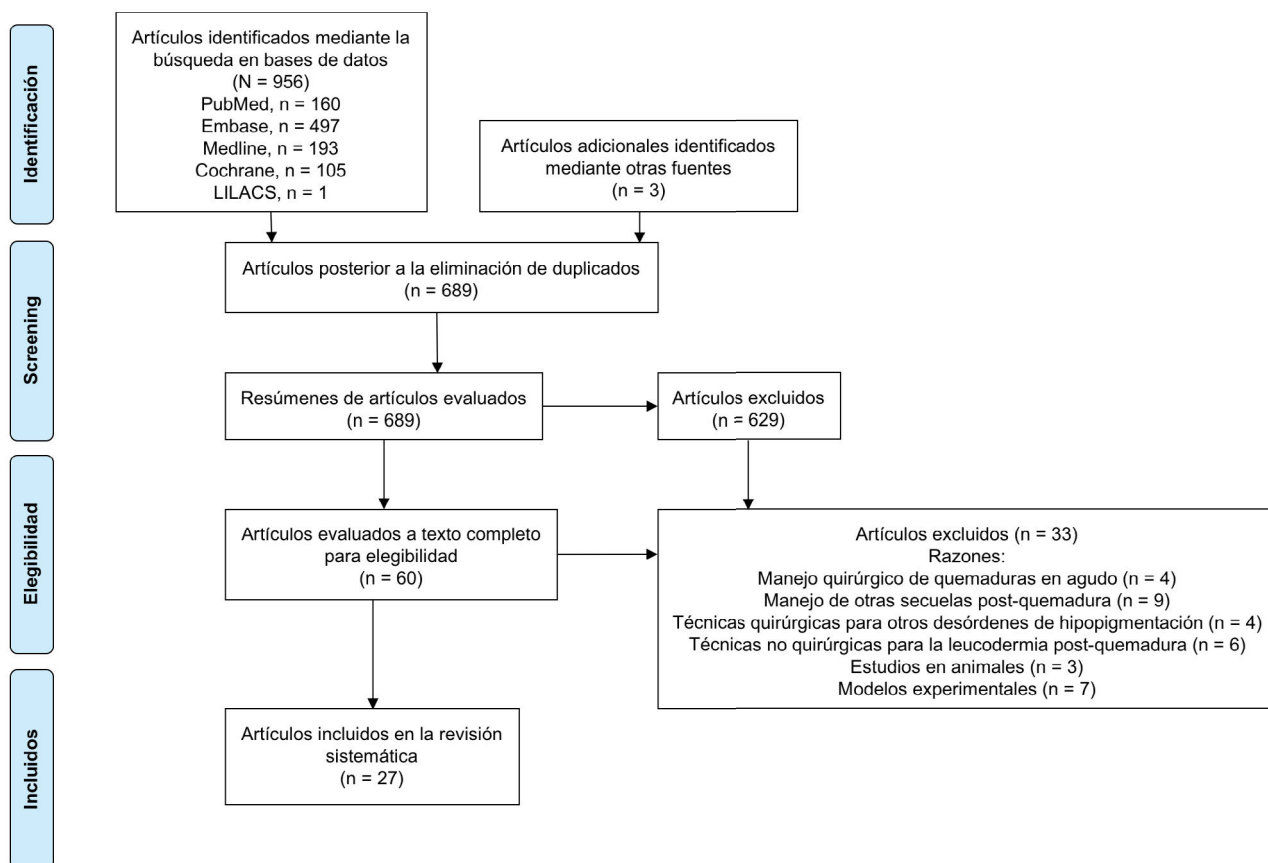 Identificación
Artículos identificados mediante la
búsqueda en bases de datos
(N = 956)
PubMed, n = 160
Embase, n = 497
Medline, n = 193
Cochrane, n = 105
LILACS, n = 1
Artículos adicionales identificados
mediante otras fuentes
(n = 3)
Screening
Artículos posterior a la eliminación de duplicados
(n = 689)
Resúmenes de artículos evaluados
(n = 689)
Artículos excluidos
(n = 629)
Elegibilidad
Artículos evaluados a texto completo
para elegibilidad
(n = 60)
Artículos excluidos (n = 33)
Razones:
Manejo quirúrgico de quemaduras en agudo (n = 4)
Manejo de otras secuelas post-quemadura (n = 9)
Técnicas quirúrgicas para otros desórdenes de hipopigmentación (n = 4)
Técnicas no quirúrgicas para la leucodermia post-quemadura (n = 6)
Estudios en animales (n = 3)
Modelos experimentales (n = 7)
Incluidos
Artículos incluidos en la revisión
sistemática
(n = 27)